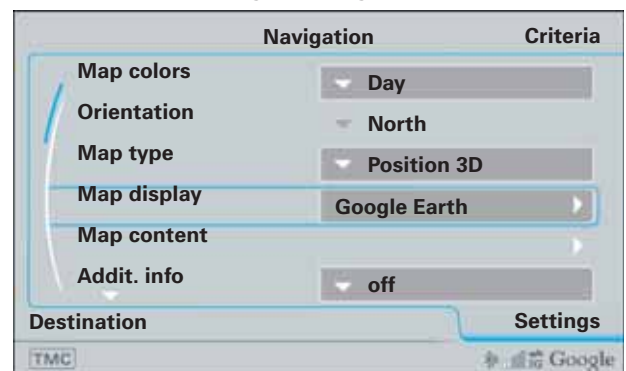 Navigation Criteria
Map colors Day
Orientation North
Map type Position 3D
Map display Google Earth
Map content
Addit. info off
Destination Settings
TMC Google